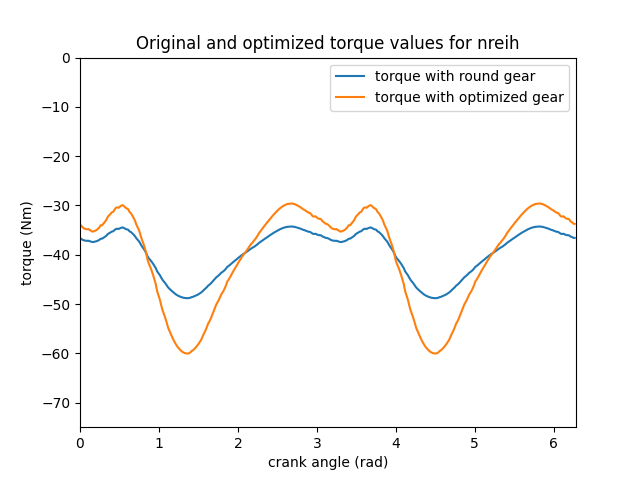 Original and optimized torque values for nreih
torque with round gear
torque with optimized gear
0
−10
−20
−30
−40
−50
−60
−70
torque (Nm)
0 1 2 3 4 5 6
crank angle (rad)